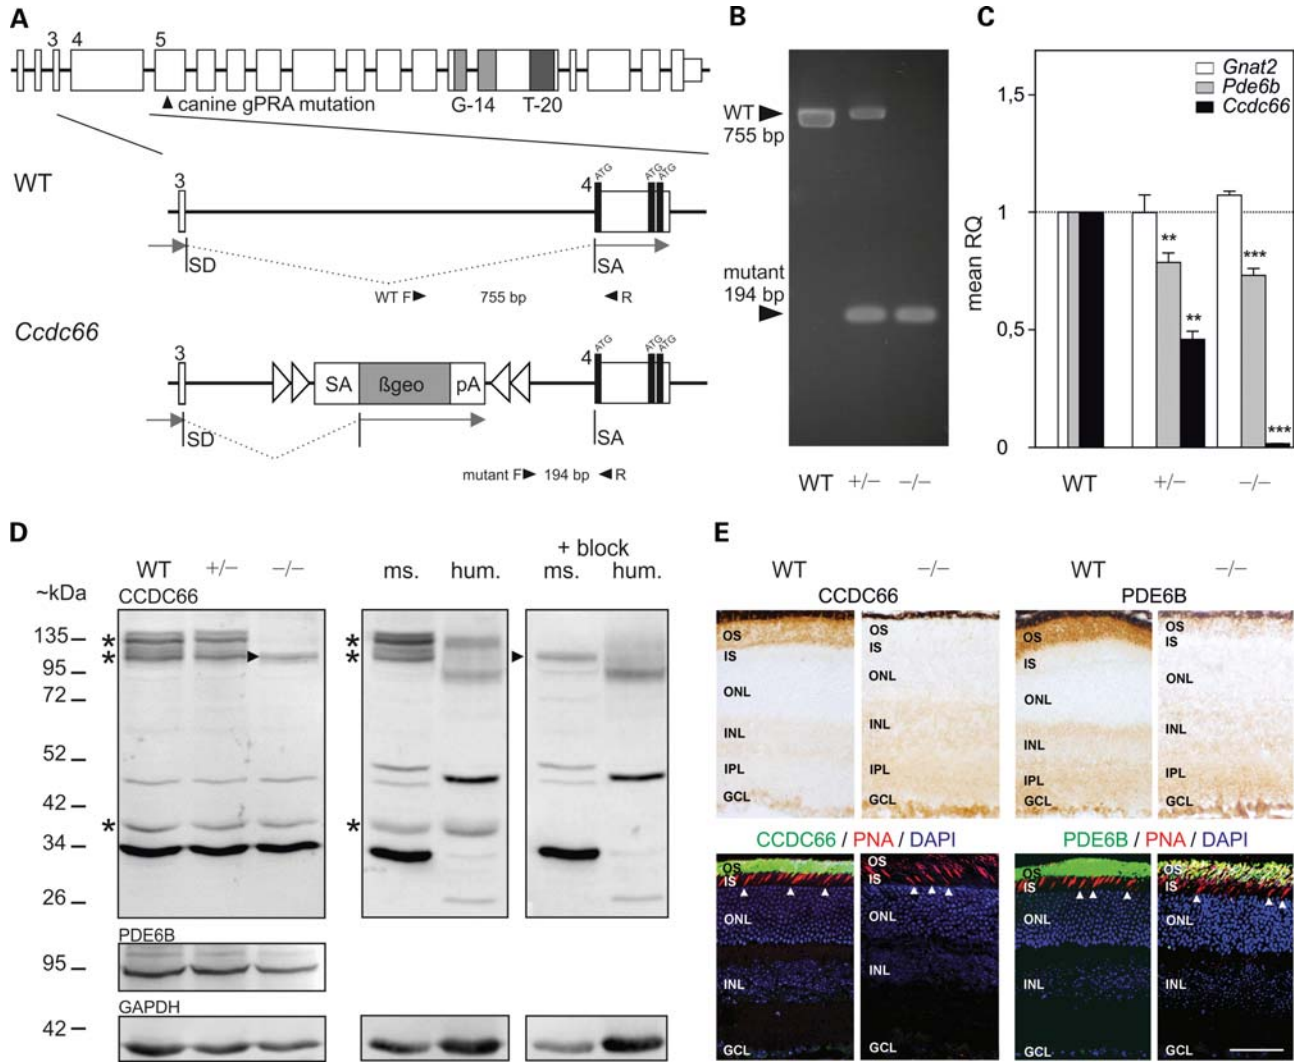 A
3 4 5
canine gPRA mutation
G-14 T-20
WT
3
4
ATG
ATG
ATG
SD
SA
WT F 755 bp R
Ccdc66
3
SA ßgeo pA
4
ATG
ATG
ATG
SD
SA
mutant F 194 bp R
B
WT
755 bp
mutant
194 bp
WT +/– –/–
C
Gnat2
Pde6b
Ccdc66
mean RQ
1,5
1
0,5
0
**
**
***
***
WT +/– –/–
D
WT +/– –/–
ms. hum.
+ block
ms. hum.
~kDa
CCDC66
135
95
72
52
42
34
26
*
*
*
*
*
*
PDE6B
95
GAPDH
42
E
WT –/– WT –/–
CCDC66 PDE6B
OS
IS
ONL
INL
IPL
GCL
OS
IS
ONL
INL
IPL
GCL
OS
IS
ONL
INL
IPL
GCL
OS
IS
ONL
INL
IPL
GCL
CCDC66 / PNA / DAPI
PDE6B / PNA / DAPI
OS
IS
ONL
INL
GCL
OS
IS
ONL
INL
GCL
OS
IS
ONL
INL
GCL
OS
IS
ONL
INL
GCL